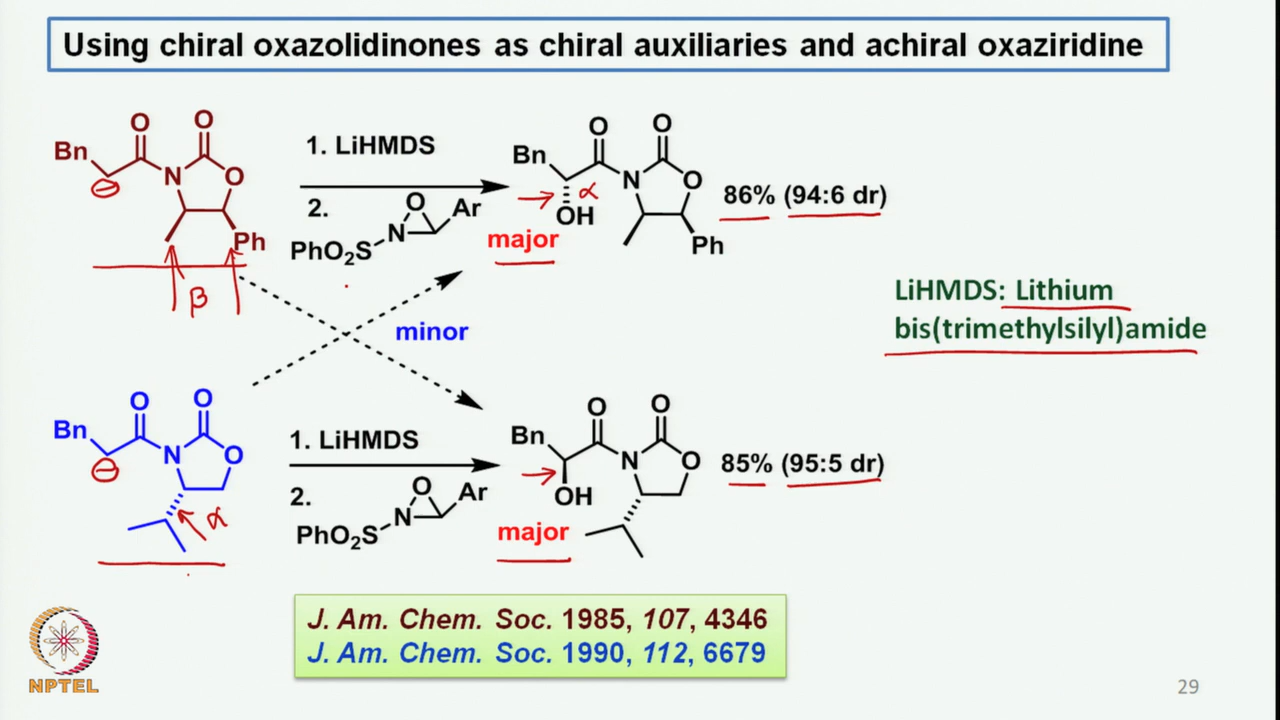 Using chiral oxazolidinones as chiral auxiliaries and achiral oxaziridine
O O
Bn
N
O
⊖
Ph
β
1. LiHMDS
2.
O
Ar
N
PhO₂S
O O
Bn
N
O
α
OH
major
Ph
86% (94:6 dr)
LiHMDS: Lithium
bis(trimethylsilyl)amide
minor
O O
Bn
N
O
⊖
α
1. LiHMDS
2.
O
Ar
N
PhO₂S
O O
Bn
N
O
OH
major
85% (95:5 dr)
J. Am. Chem. Soc. 1985, 107, 4346
J. Am. Chem. Soc. 1990, 112, 6679
NPTEL
29